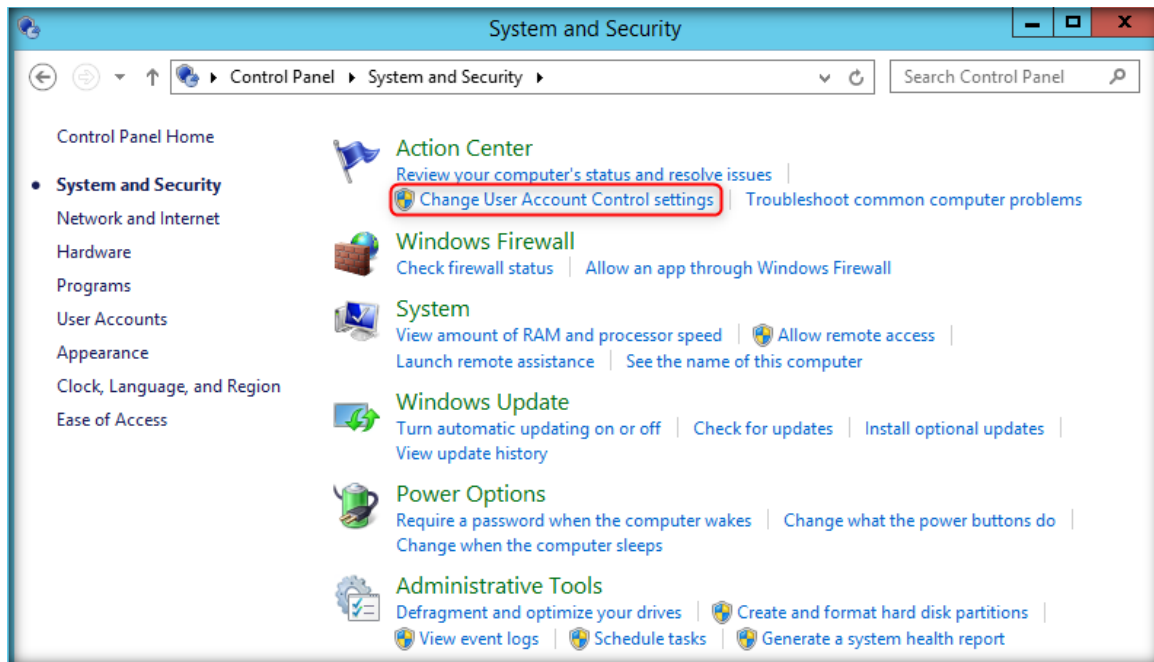 System and Security
Control Panel System and Security
Search Control Panel
Control Panel Home
System and Security
Network and Internet
Hardware
Programs
User Accounts
Appearance
Clock, Language, and Region
Ease of Access
Action Center
Review your computer's status and resolve issues
Change User Account Control settings Troubleshoot common computer problems
Windows Firewall
Check firewall status Allow an app through Windows Firewall
System
View amount of RAM and processor speed Allow remote access
Launch remote assistance See the name of this computer
Windows Update
Turn automatic updating on or off Check for updates Install optional updates
View update history
Power Options
Require a password when the computer wakes Change what the power buttons do
Change when the computer sleeps
Administrative Tools
Defragment and optimize your drives Create and format hard disk partitions
View event logs Schedule tasks Generate a system health report